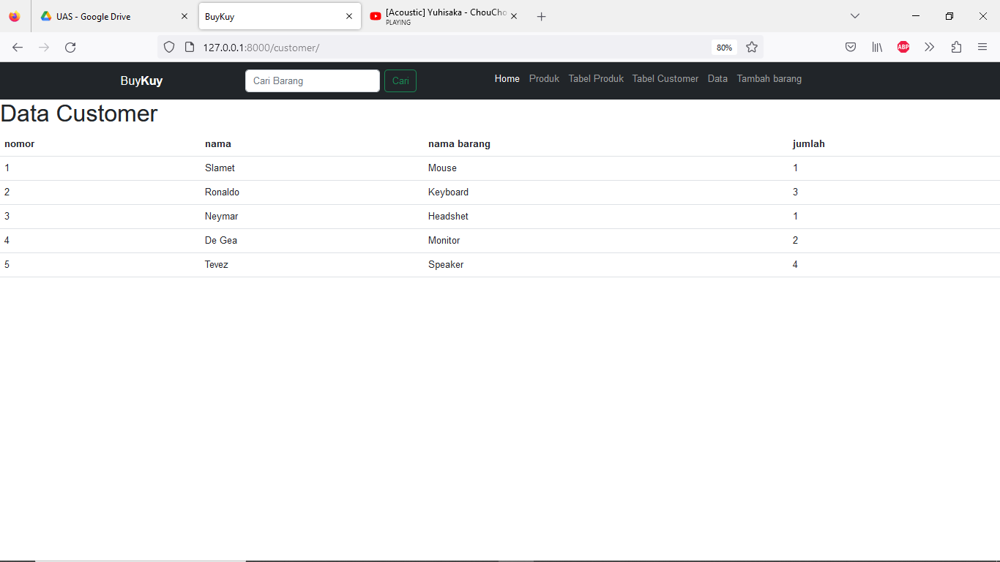 UAS - Google Drive
BuyKuy
[Acoustic] Yuhisaka - ChouCho
PLAYING
127.0.0.1:8000/customer/
80%
ABP
BuyKuy
Cari Barang
Cari
Home Produk Tabel Produk Tabel Customer Data Tambah barang
Data Customer
nomor nama nama barang jumlah
1 Slamet Mouse 1
2 Ronaldo Keyboard 3
3 Neymar Headshet 1
4 De Gea Monitor 2
5 Tevez Speaker 4